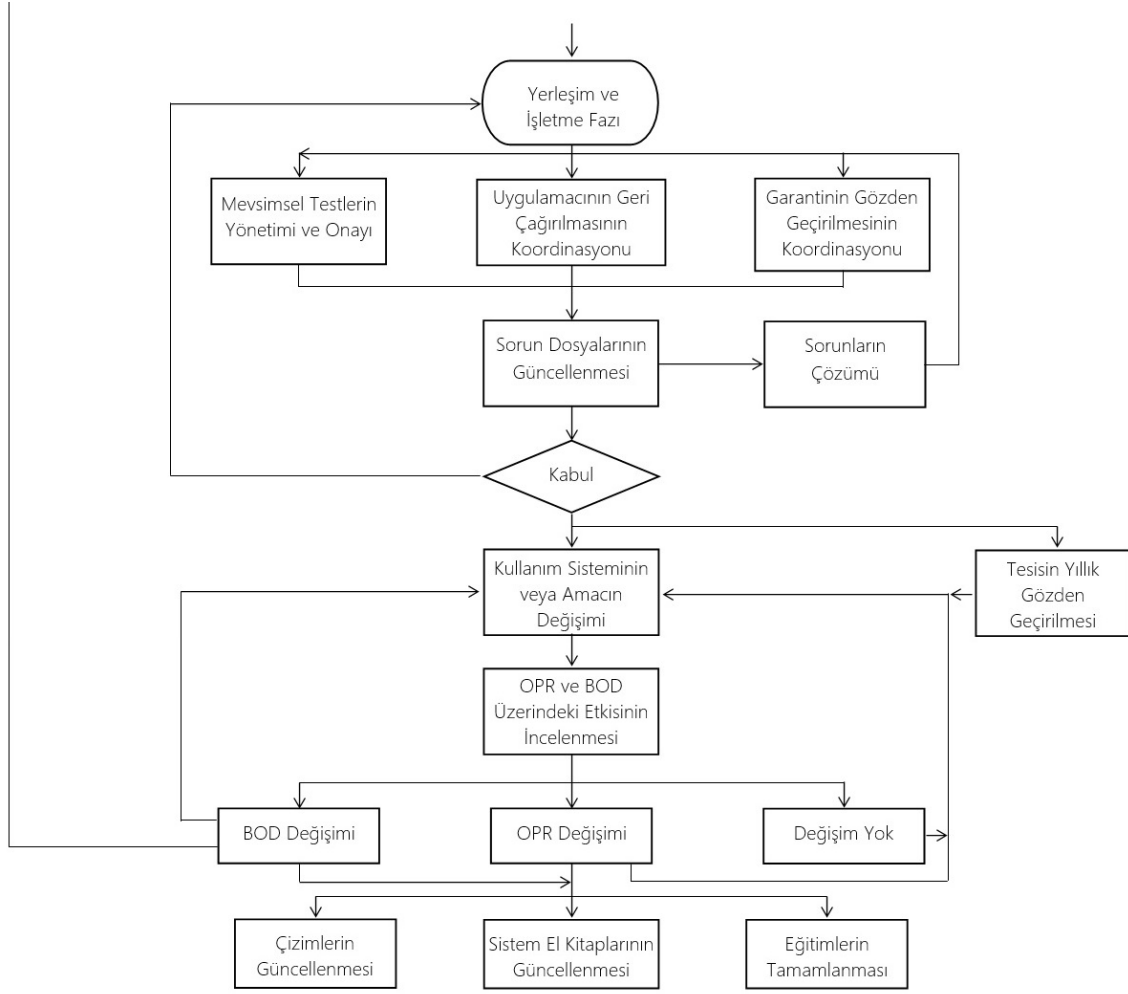 Yerleşim ve
İşletme Fazı
Mevsimsel Testlerin
Yönetimi ve Onayı
Uygulamacının Geri
Çağırılmasının
Koordinasyonu
Garantinin Gözden
Geçirilmesinin
Koordinasyonu
Sorun Dosyalarının
Güncellenmesi
Sorunların
Çözümü
Kabul
Kullanım Sisteminin
veya Amacın
Değişimi
Tesisin Yıllık
Gözden
Geçirilmesi
OPR ve BOD
Üzerindeki Etkisinin
İncelenmesi
BOD Değişimi
OPR Değişimi
Değişim Yok
Çizimlerin
Güncellenmesi
Sistem El Kitaplarının
Güncellenmesi
Eğitimlerin
Tamamlanması